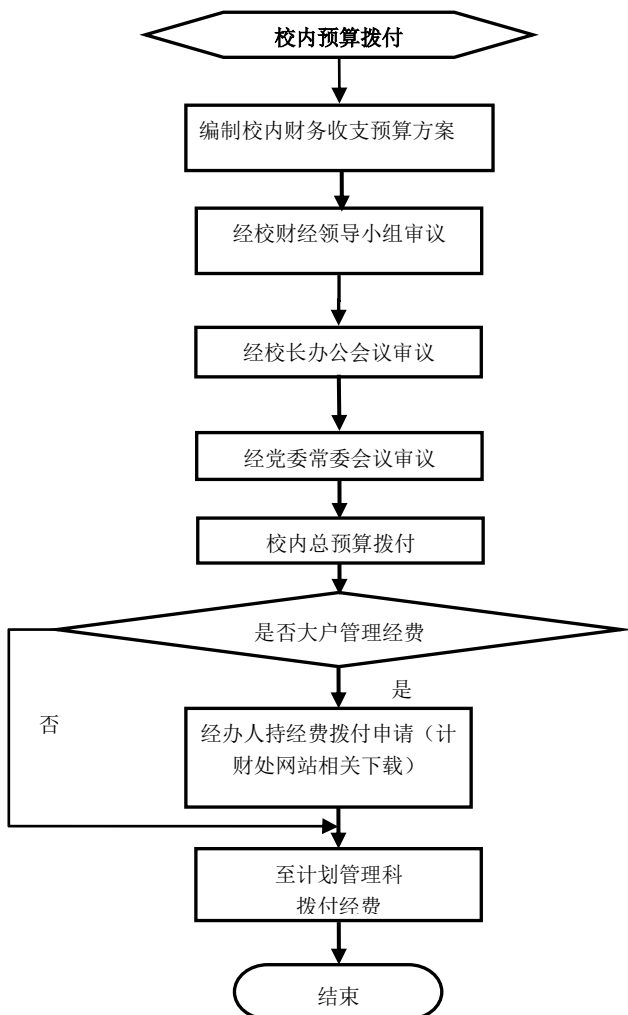 校内预算拨付
编制校内财务收支预算方案
经校财经领导小组审议
经校长办公会议审议
经党委常委会议审议
校内总预算拨付
是否大户管理经费
是
否
经办人持经费拨付申请（计
财处网站相关下载）
至计划管理科
拨付经费
结束